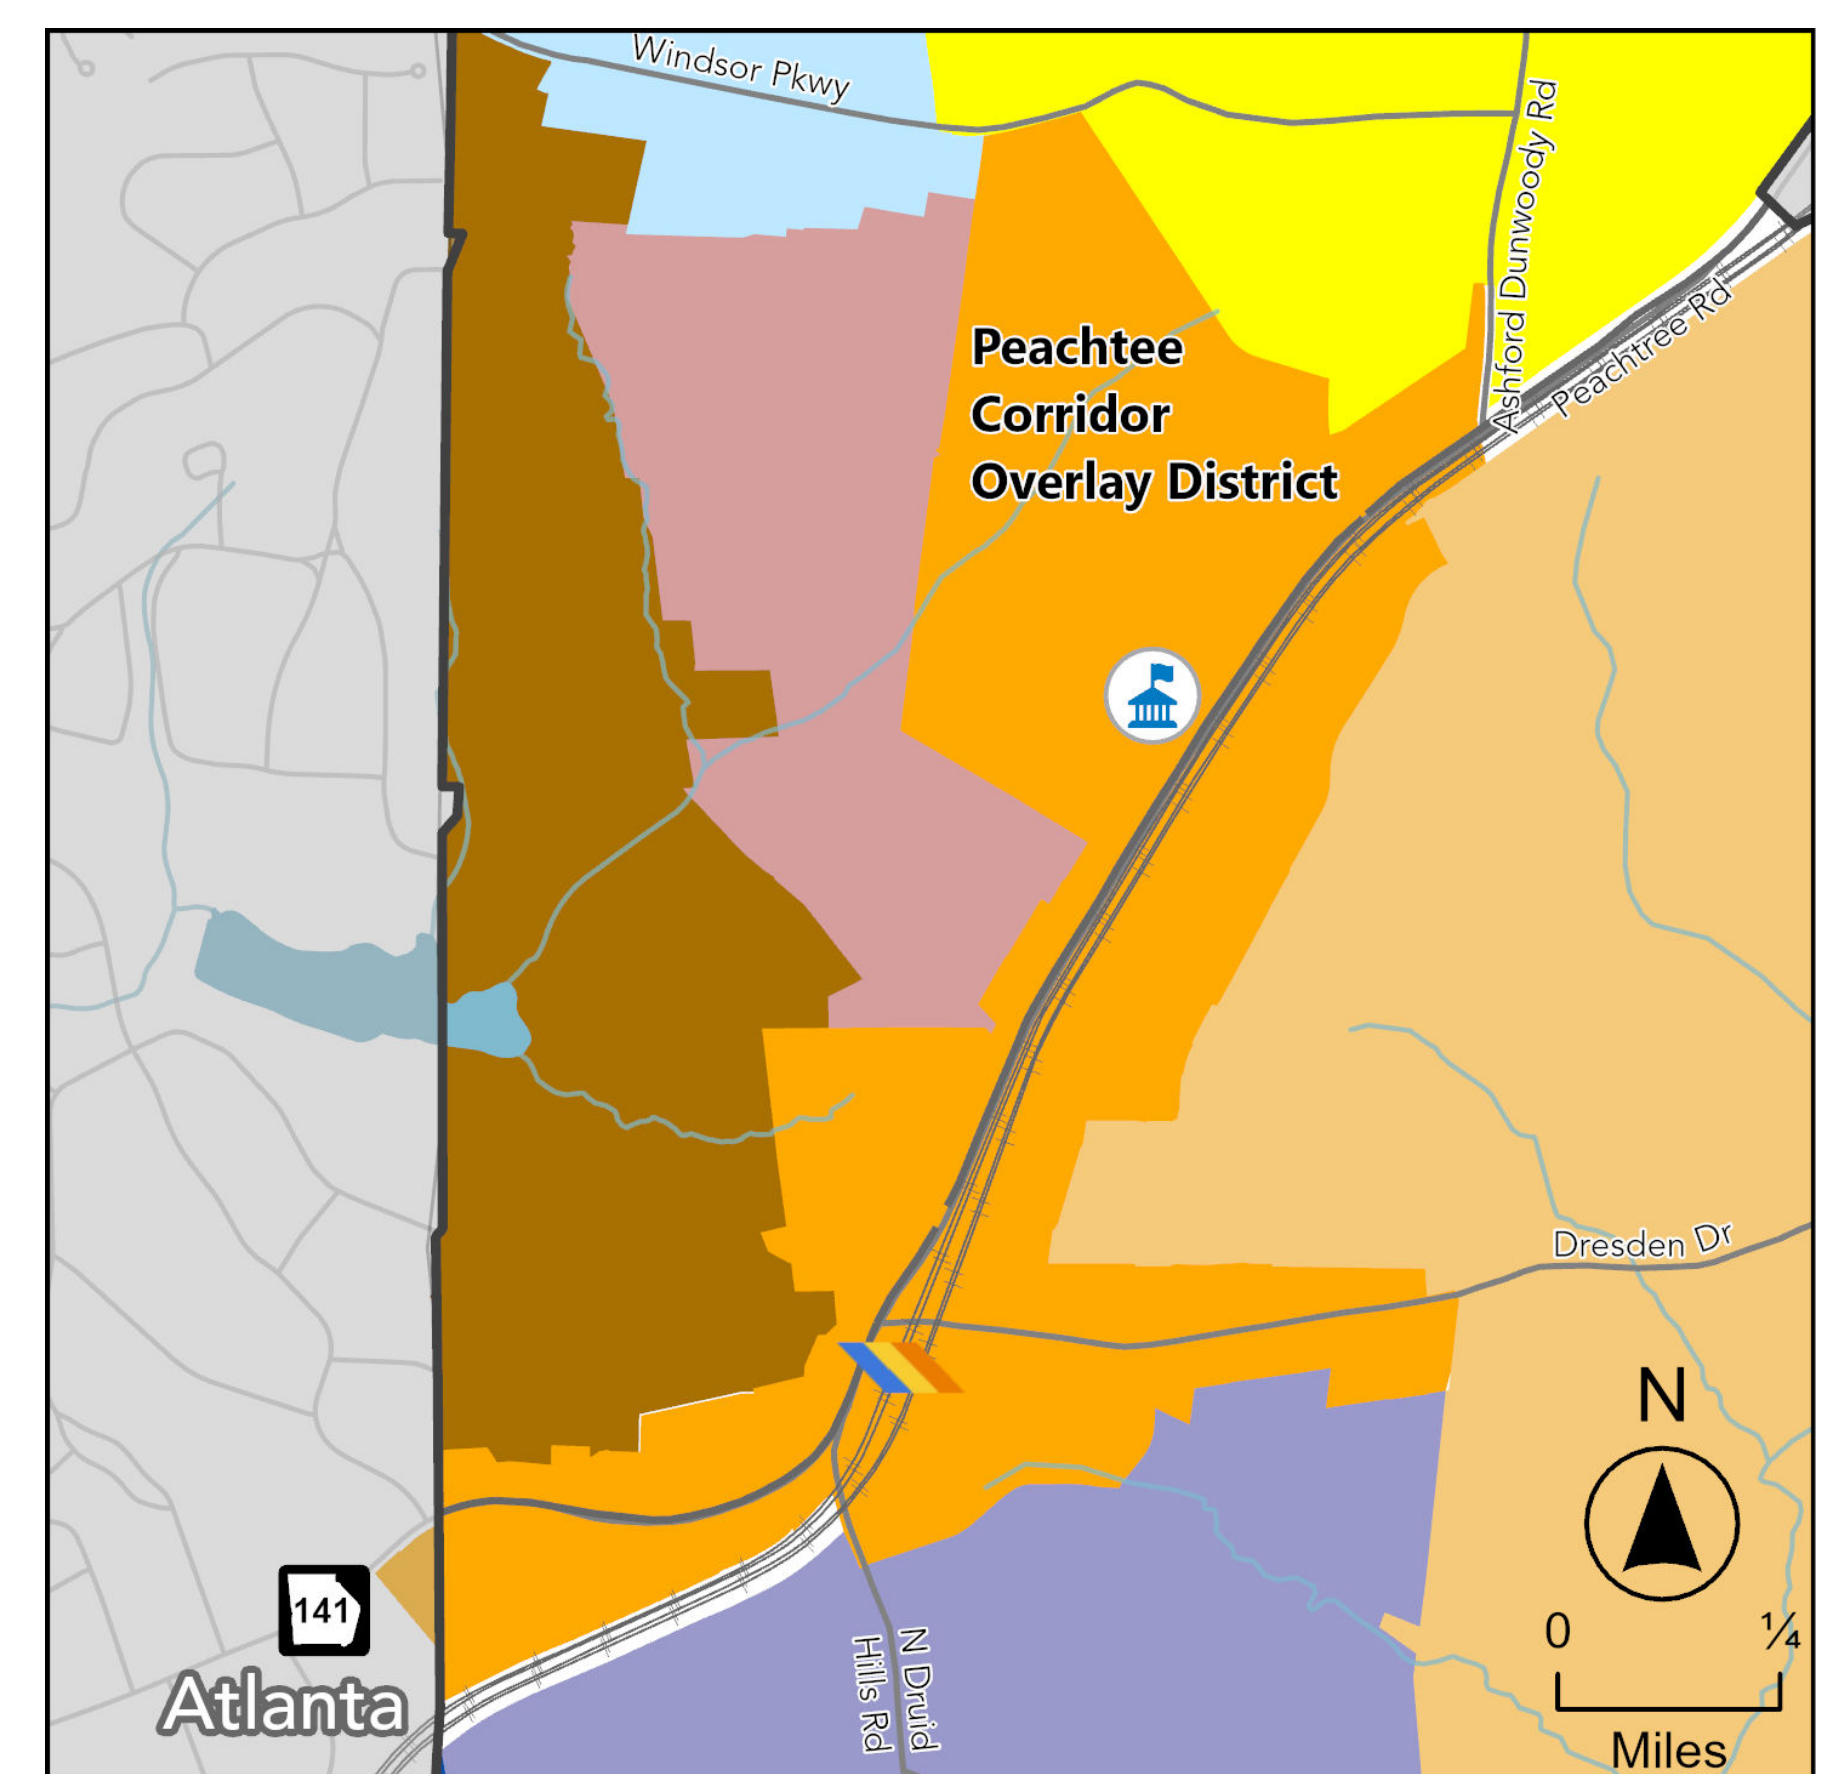 Windsor Pkwy
Ashford Dunwoody Rd
Peachtree Rd
Peachtee
Corridor
Overlay District
Dresden Dr
N
141
0 ¼
Miles
Atlanta
N Druid
Hills Rd